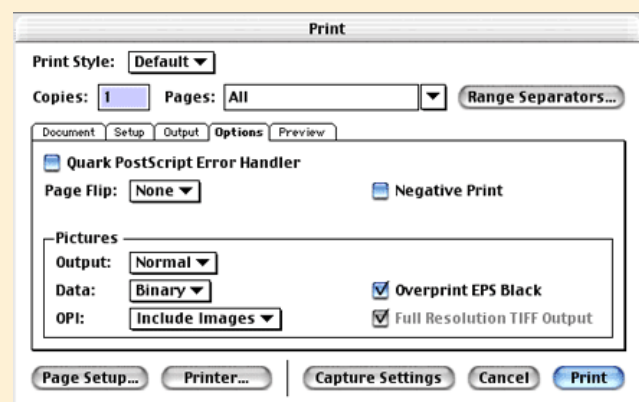 Print
Print Style: Default
Copies: 1 Pages: All Range Separators...
Document Setup Output Options Preview
Quark PostScript Error Handler
Page Flip: None Negative Print
Pictures
Output: Normal
Data: Binary Overprint EPS Black
OPI: Include Images Full Resolution TIFF Output
Page Setup... Printer... Capture Settings Cancel Print